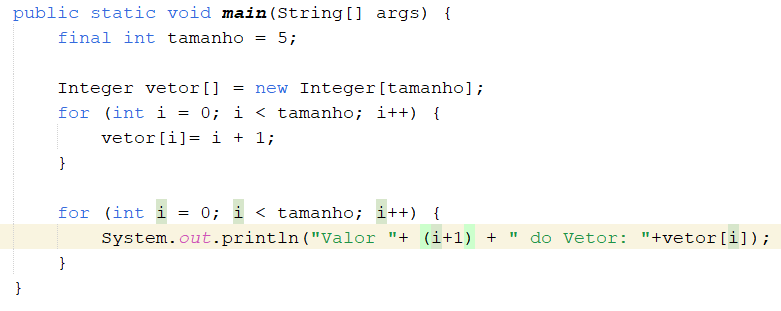 public static void main(String[] args) {
    final int tamanho = 5;
    Integer vetor[] = new Integer[tamanho];
    for (int i = 0; i < tamanho; i++) {
        vetor[i]= i + 1;
    }
    for (int i = 0; i < tamanho; i++) {
        System.out.println("Valor "+ (i+1) + " do Vetor: "+vetor[i]);
    }
}